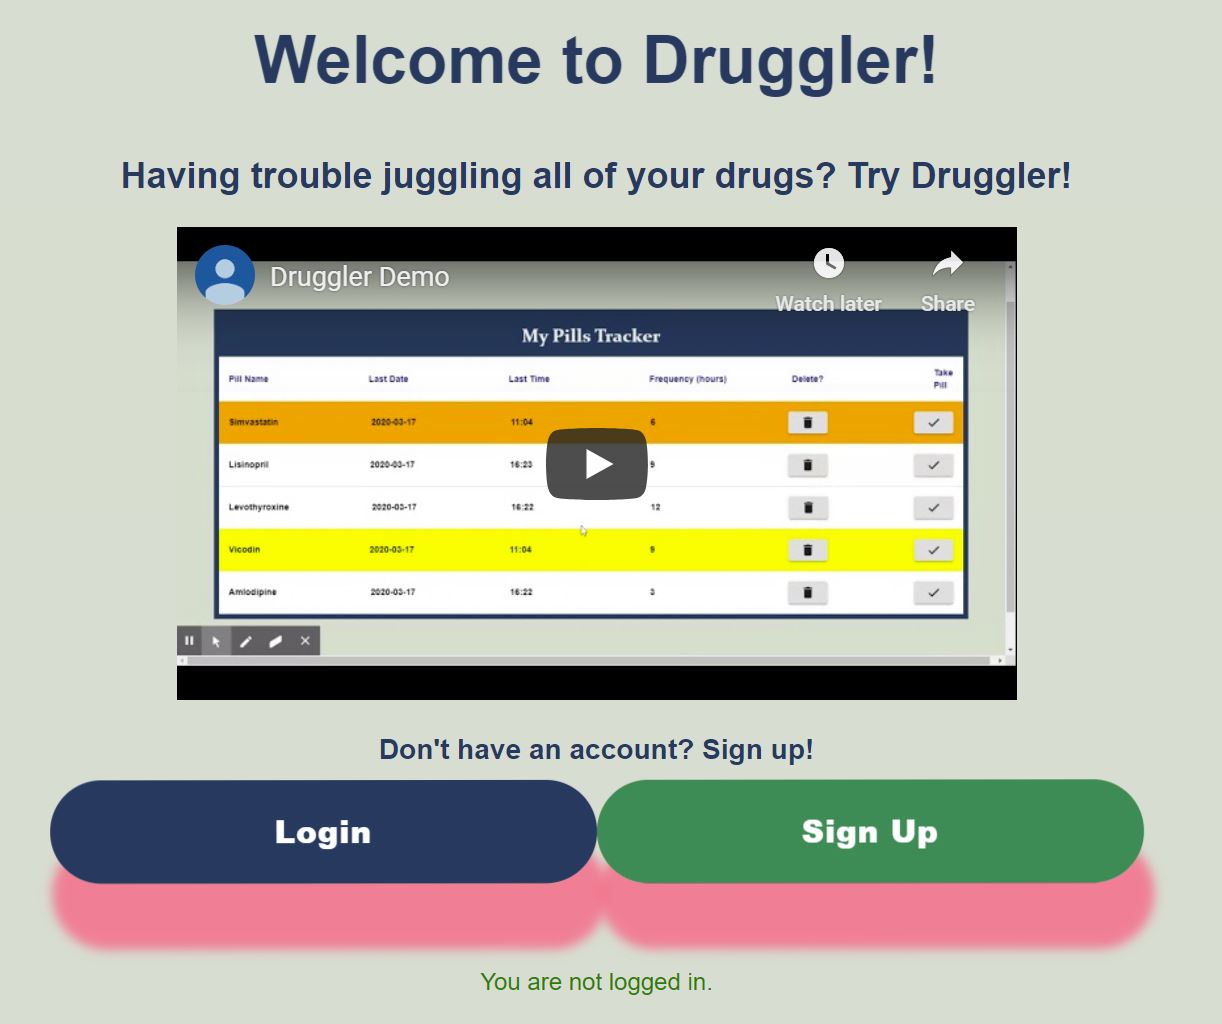 Welcome to Druggler!
Having trouble juggling all of your drugs? Try Druggler!
Druggler Demo
Watch later Share
My Pills Tracker
Pill Name Last Date Last Time Frequency (hours) Delete? Take Pill
Simvastatin 2020-03-17 11:04 6
Lisinopril 2020-03-17 16:23 9
Levothyroxine 2020-03-17 16:22 12
Vicodin 2020-03-17 11:04 9
Amlodipine 2020-03-17 16:22 3
Don't have an account? Sign up!
Login Sign Up
You are not logged in.